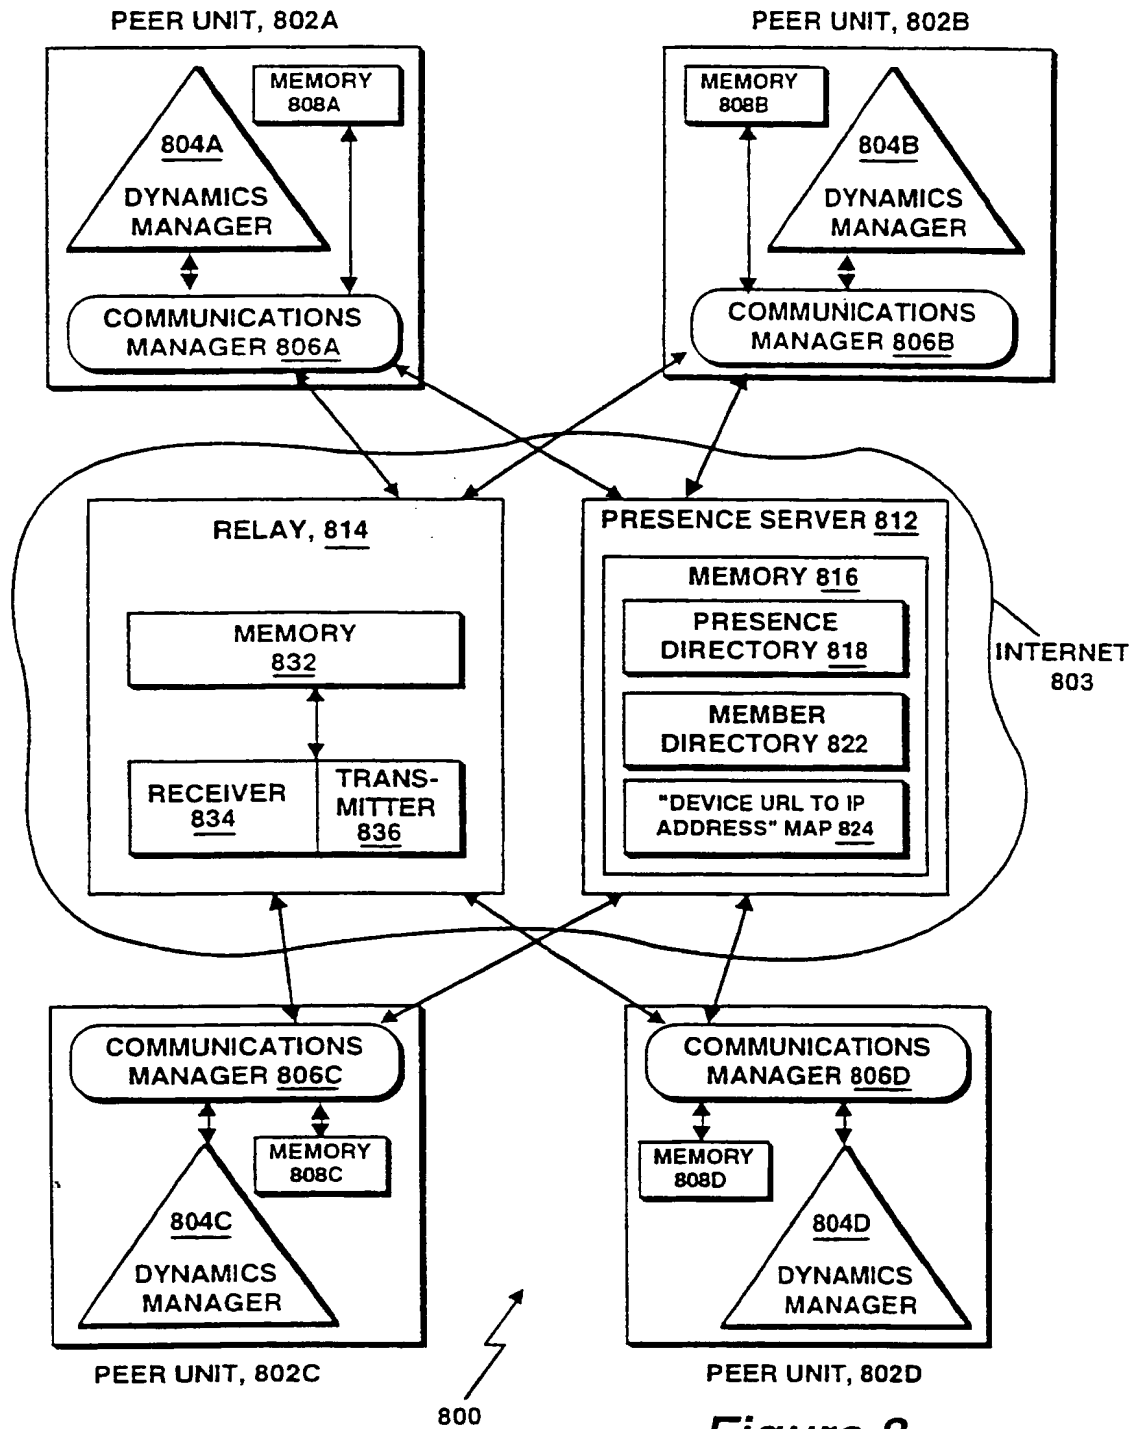 PEER UNIT, 802A
PEER UNIT, 802B
MEMORY
808A
804A
DYNAMICS
MANAGER
COMMUNICATIONS
MANAGER 806A
MEMORY
808B
804B
DYNAMICS
MANAGER
COMMUNICATIONS
MANAGER 806B
RELAY, 814
MEMORY
832
RECEIVER
834
TRANS-
MITTER
836
PRESENCE SERVER 812
MEMORY 816
PRESENCE
DIRECTORY 818
MEMBER
DIRECTORY 822
"DEVICE URL TO IP
ADDRESS" MAP 824
INTERNET
803
COMMUNICATIONS
MANAGER 806C
MEMORY
808C
804C
DYNAMICS
MANAGER
COMMUNICATIONS
MANAGER 806D
MEMORY
808D
804D
DYNAMICS
MANAGER
PEER UNIT, 802C
PEER UNIT, 802D
800
Figure 8